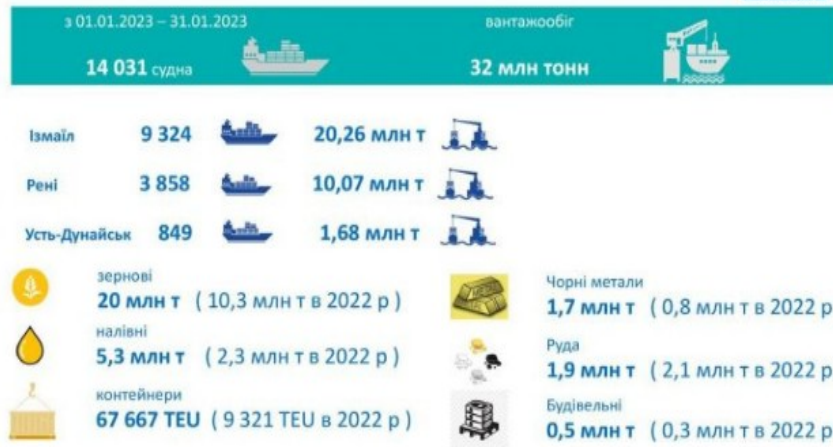 з 01.01.2023 – 31.01.2023
вантажообіг
14 031 судна
32 млн тонн
Ізмаїл 9 324 20,26 млн т
Рені 3 858 10,07 млн т
Усть-Дунайськ 849 1,68 млн т
зернові
20 млн т ( 10,3 млн т в 2022 р )
наліvні
5,3 млн т ( 2,3 млн т в 2022 р )
контейнери
67 667 TEU ( 9 321 TEU в 2022 р )
Чорні метали
1,7 млн т ( 0,8 млн т в 2022 р
Руда
1,9 млн т ( 2,1 млн т в 2022 р
Будівельні
0,5 млн т ( 0,3 млн т в 2022 р